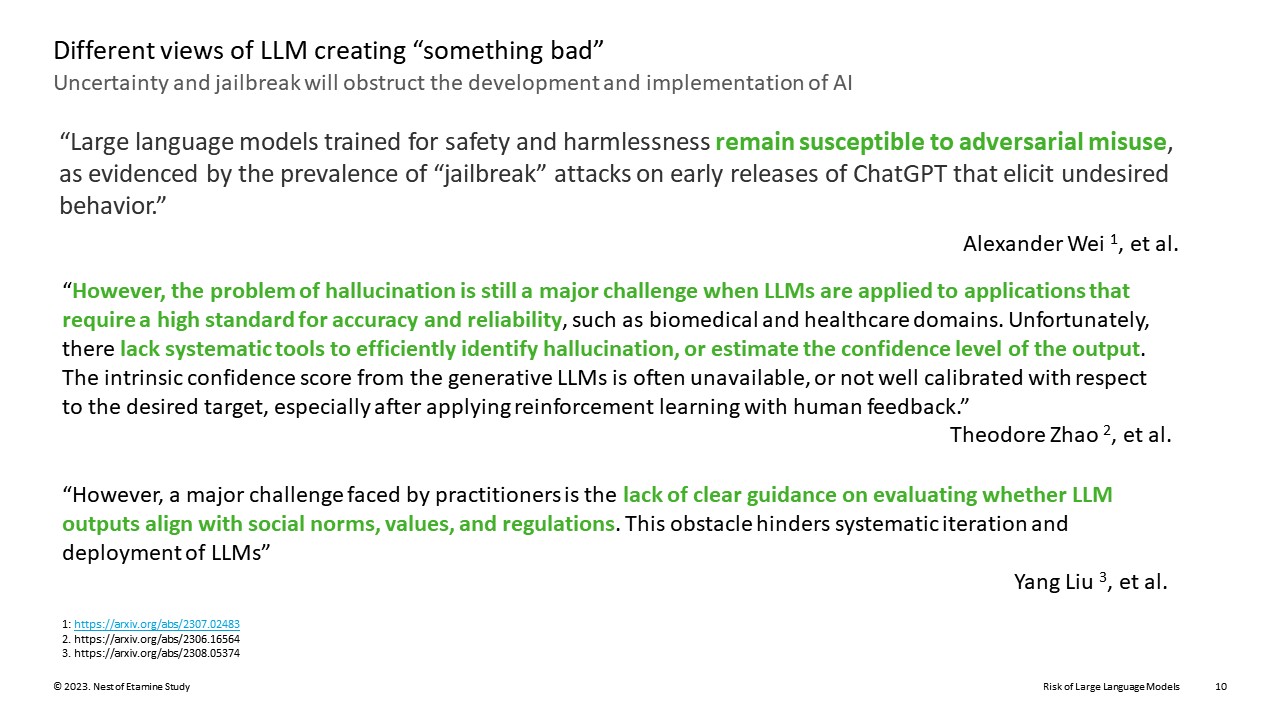 Different views of LLM creating “something bad”
Uncertainty and jailbreak will obstruct the development and implementation of AI
“Large language models trained for safety and harmlessness remain susceptible to adversarial misuse,
as evidenced by the prevalence of “jailbreak” attacks on early releases of ChatGPT that elicit undesired
behavior.”
Alexander Wei 1, et al.
“However, the problem of hallucination is still a major challenge when LLMs are applied to applications that
require a high standard for accuracy and reliability, such as biomedical and healthcare domains. Unfortunately,
there lack systematic tools to efficiently identify hallucination, or estimate the confidence level of the output.
The intrinsic confidence score from the generative LLMs is often unavailable, or not well calibrated with respect
to the desired target, especially after applying reinforcement learning with human feedback.”
Theodore Zhao 2, et al.
“However, a major challenge faced by practitioners is the lack of clear guidance on evaluating whether LLM
outputs align with social norms, values, and regulations. This obstacle hinders systematic iteration and
deployment of LLMs”
Yang Liu 3, et al.
1: https://arxiv.org/abs/2307.02483
2. https://arxiv.org/abs/2306.16564
3. https://arxiv.org/abs/2308.05374
© 2023. Nest of Etamine Study
Risk of Large Language Models 10